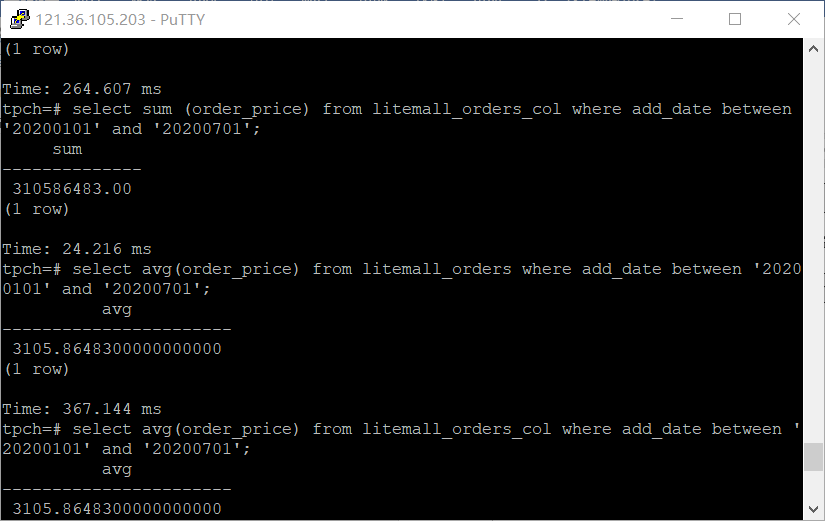 121.36.105.203 - PuTTY
(1 row)
Time: 264.607 ms
tpch=# select sum (order_price) from litemall_orders_col where add_date between
'20200101' and '20200701';
sum
--------------
310586483.00
(1 row)
Time: 24.216 ms
tpch=# select avg(order_price) from litemall_orders where add_date between '2020
0101' and '20200701';
avg
-----------------------
3105.8648300000000000
(1 row)
Time: 367.144 ms
tpch=# select avg(order_price) from litemall_orders_col where add_date between '
20200101' and '20200701';
avg
-----------------------
3105.8648300000000000